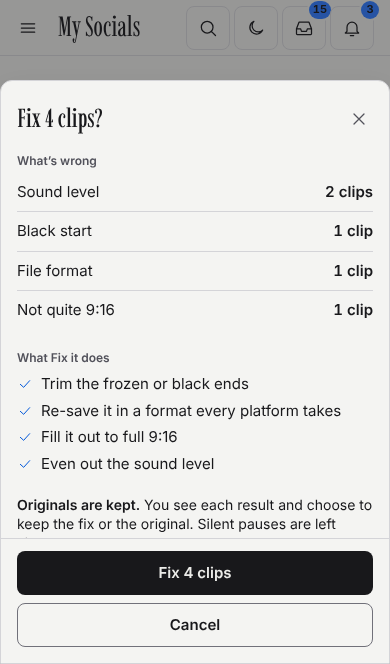 My Socials
15
3
Fix 4 clips?
What's wrong
Sound level 2 clips
Black start 1 clip
File format 1 clip
Not quite 9:16 1 clip
What Fix it does
Trim the frozen or black ends
Re-save it in a format every platform takes
Fill it out to full 9:16
Even out the sound level
Originals are kept. You see each result and choose to
keep the fix or the original. Silent pauses are left
Fix 4 clips
Cancel